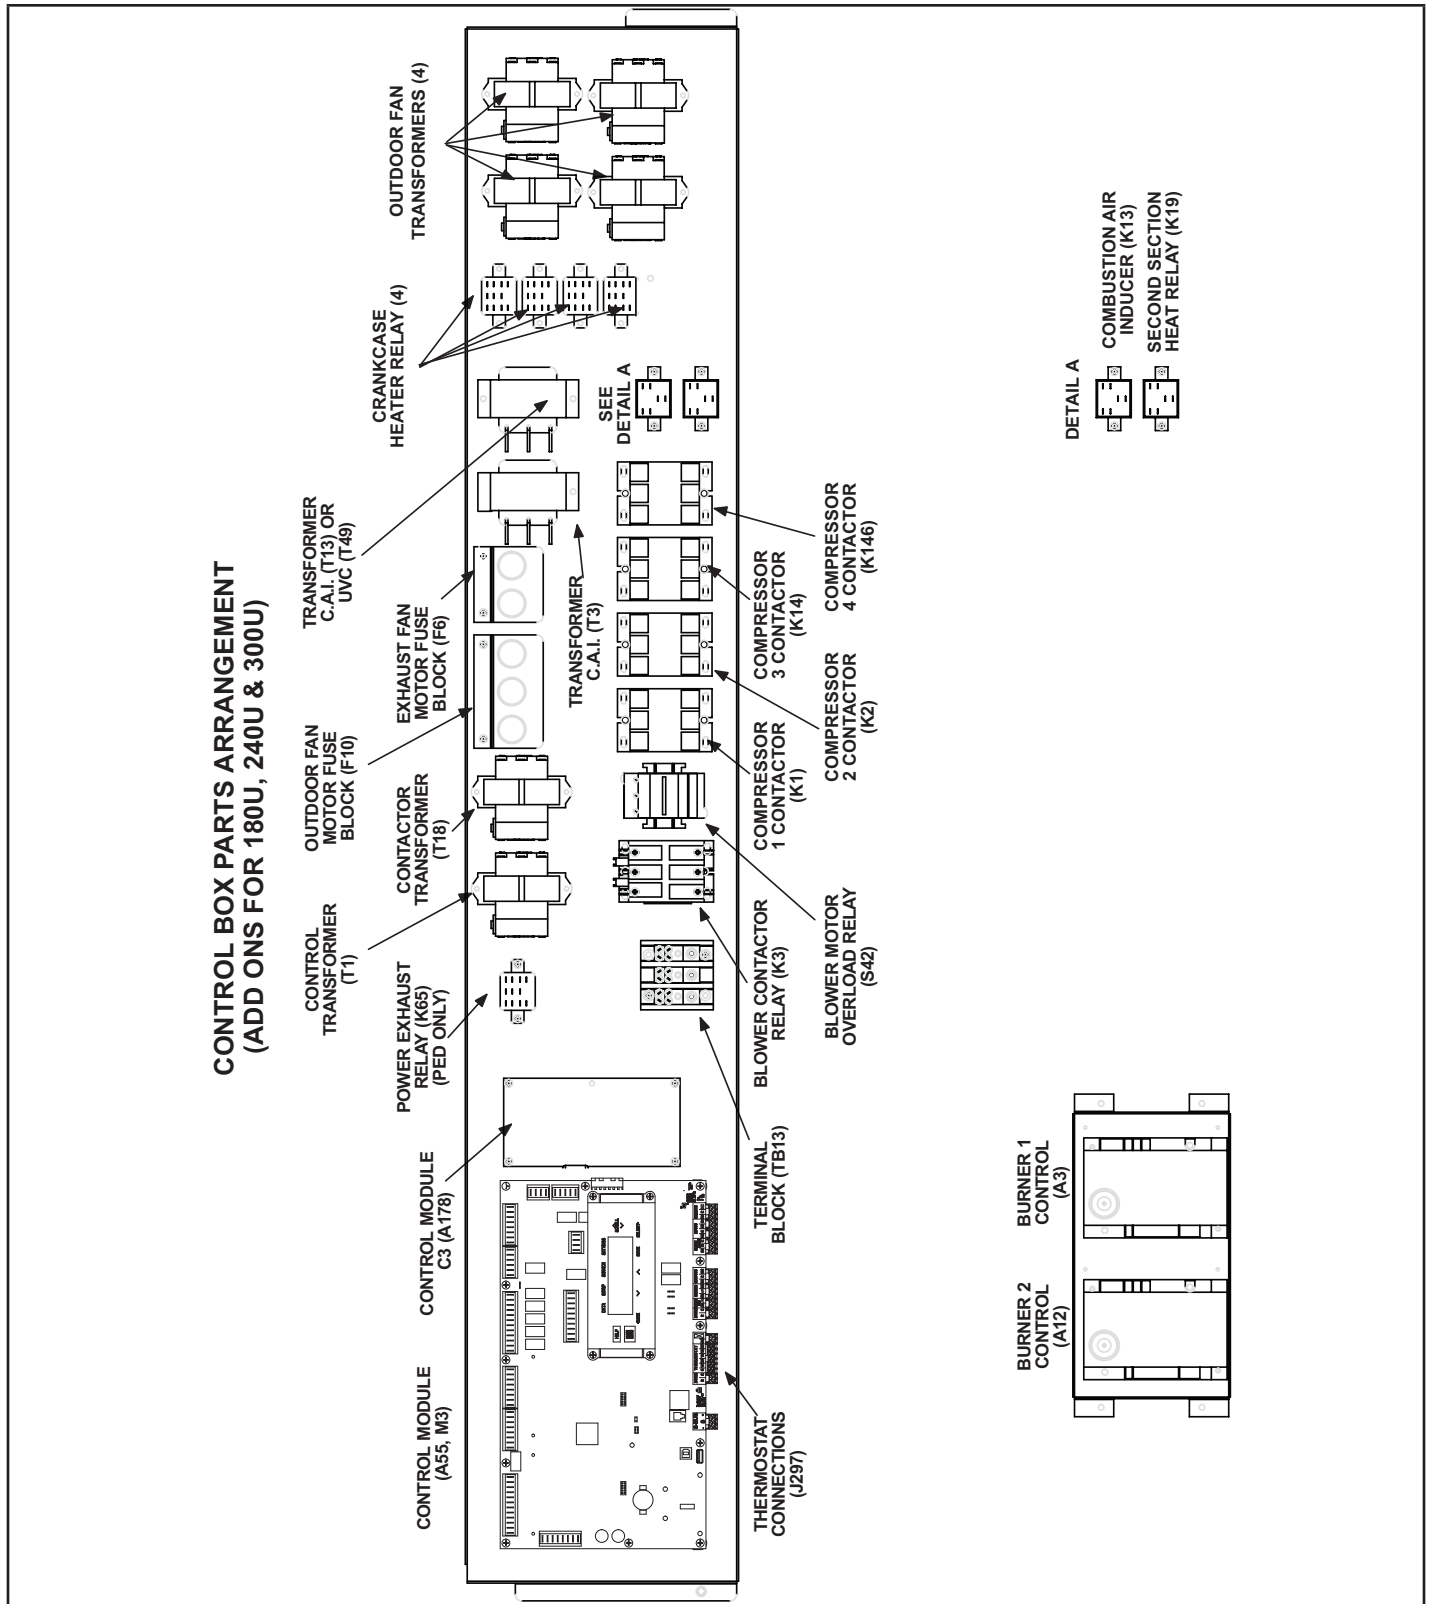 CONTROL BOX PARTS ARRANGEMENT
(ADD ONS FOR 180U, 240U & 300U)
CONTROL MODULE
(A55, M3)
CONTROL MODULE
C3 (A178)
POWER EXHAUST
RELAY (K65)
(PED ONLY)
CONTROL
TRANSFORMER
(T1)
CONTACTOR
TRANSFORMER
(T18)
OUTDOOR FAN
MOTOR FUSE
BLOCK (F10)
EXHAUST FAN
MOTOR FUSE
BLOCK (F6)
TRANSFORMER
C.A.I. (T13) OR
UVC (T49)
CRANKCASE
HEATER RELAY (4)
OUTDOOR FAN
TRANSFORMERS (4)
TRANSFORMER
C.A.I. (T3)
SEE
DETAIL A
THERMOSTAT
CONNECTIONS
(J297)
TERMINAL
BLOCK (TB13)
BLOWER CONTACTOR
RELAY (K3)
BLOWER MOTOR
OVERLOAD RELAY
(S42)
COMPRESSOR
1 CONTACTOR
(K1)
COMPRESSOR
2 CONTACTOR
(K2)
COMPRESSOR
3 CONTACTOR
(K14)
COMPRESSOR
4 CONTACTOR
(K146)
BURNER 2
CONTROL
(A12)
BURNER 1
CONTROL
(A3)
DETAIL A
COMBUSTION AIR
INDUCER (K13)
SECOND SECTION
HEAT RELAY (K19)